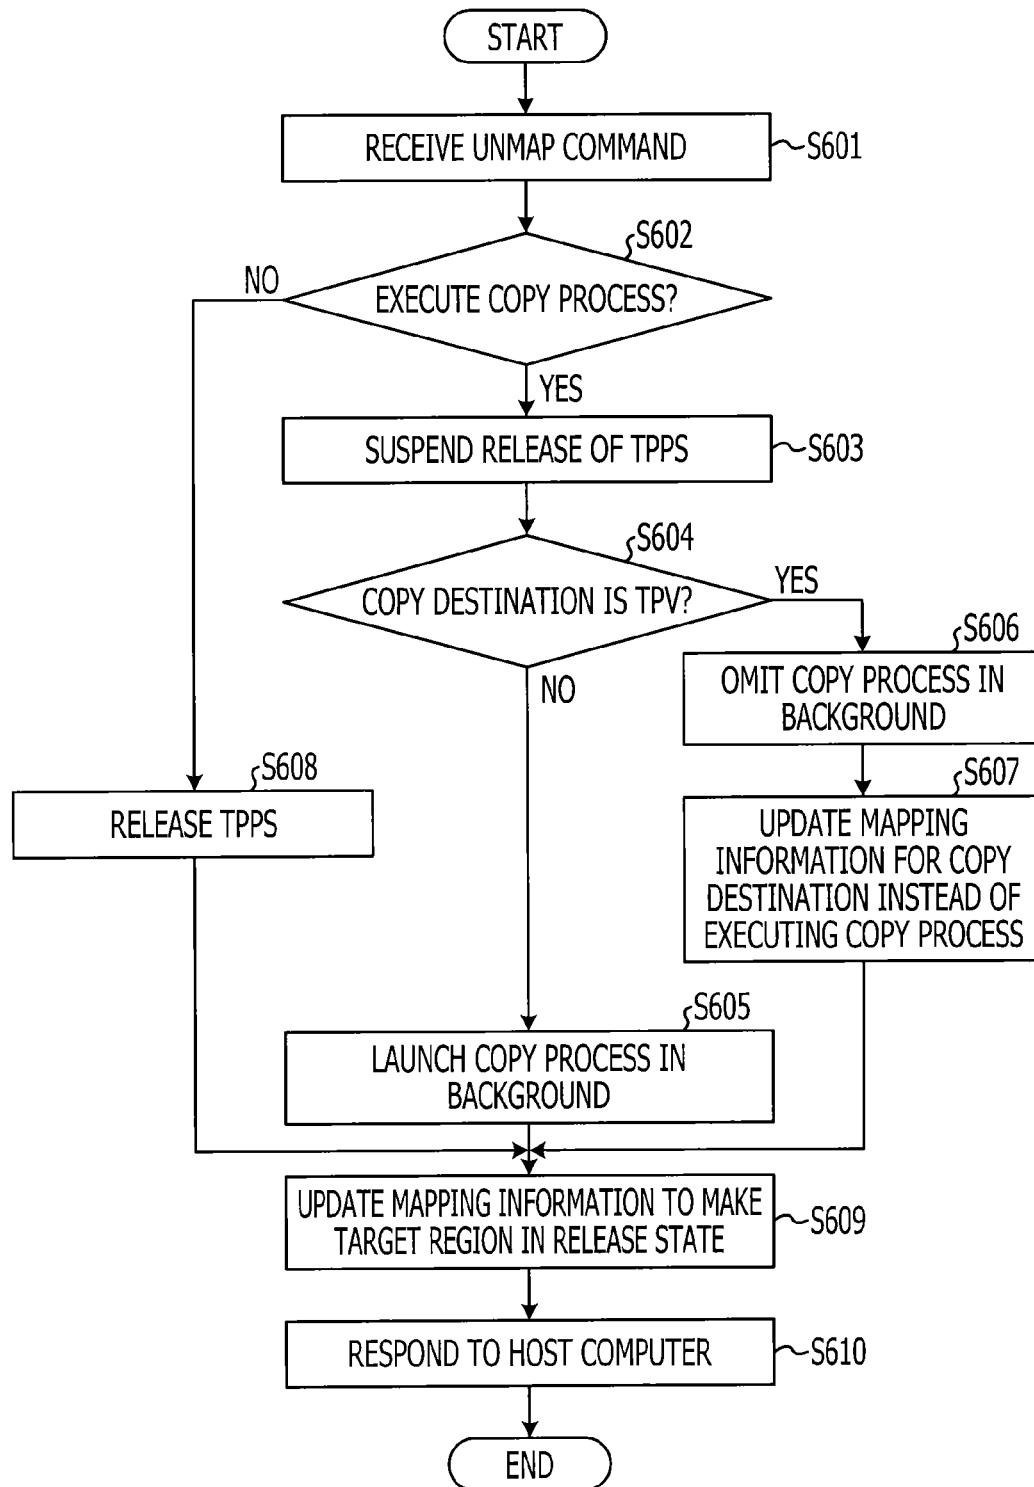 START
RECEIVE UNMAP COMMAND
S601
S602
NO
EXECUTE COPY PROCESS?
YES
SUSPEND RELEASE OF TPPS
S603
S604
COPY DESTINATION IS TPV?
YES
NO
S606
OMIT COPY PROCESS IN
BACKGROUND
S608
RELEASE TPPS
S607
UPDATE MAPPING
INFORMATION FOR COPY
DESTINATION INSTEAD OF
EXECUTING COPY PROCESS
S605
LAUNCH COPY PROCESS IN
BACKGROUND
UPDATE MAPPING INFORMATION TO MAKE
TARGET REGION IN RELEASE STATE
S609
RESPOND TO HOST COMPUTER
S610
END